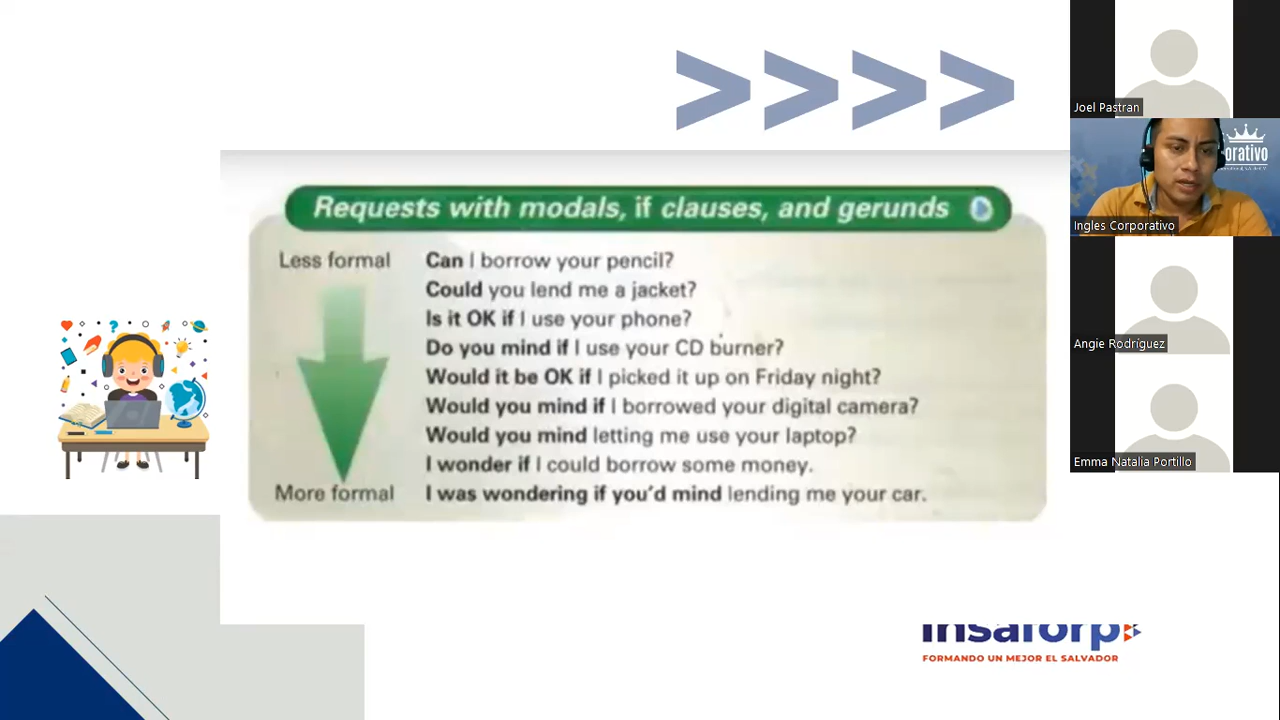 Requests with modals, if clauses, and gerunds
Less formal
Can I borrow your pencil?
Could you lend me a jacket?
Is it OK if I use your phone?
Do you mind if I use your CD burner?
Would it be OK if I picked it up on Friday night?
Would you mind if I borrowed your digital camera?
Would you mind letting me use your laptop?
I wonder if I could borrow some money.
More formal
I was wondering if you'd mind lending me your car.
insaforp
FORMANDO UN MEJOR EL SALVADOR
Joel Pastran
orativo
Ingles Corporativo
Angie Rodríguez
Emma Natalia Portillo